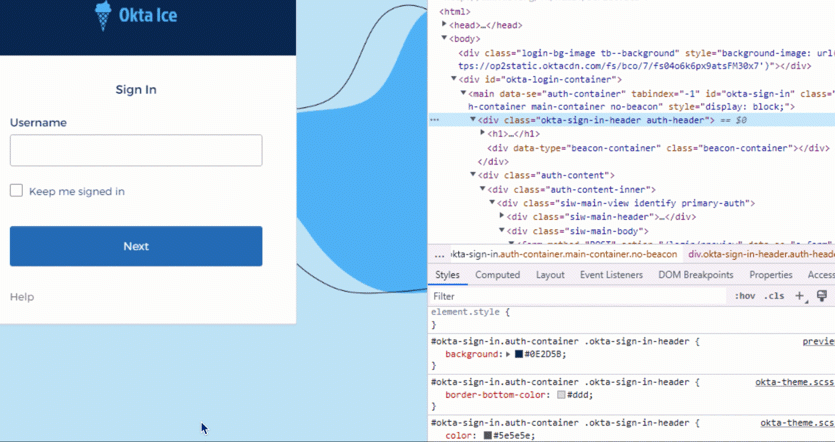 Okta Ice
Sign In
Username
Keep me signed in
Next
Help
<html>
<head>…</head>
<body>
<div class="login-bg-image tb--background" style="background-image: url
tps://op2static.oktacdn.com/fs/bco/7/fs04o6k6px9atsFM30x7')"></div>
<div id="okta-login-container">
<main data-se="auth-container" tabindex="-1" id="okta-sign-in" class="
h-container main-container no-beacon" style="display: block;">
… <div class="okta-sign-in-header auth-header"> == $0
<h1>…</h1>
<div data-type="beacon-container" class="beacon-container"></div>
</div>
<div class="auth-content">
<div class="auth-content-inner">
<div class="siw-main-view identify primary-auth">
<div class="siw-main-header">…</div>
<div class="siw-main-body">
… kta-sign-in.auth-container.main-container.no-beacon div.okta-sign-in-header.auth-heade
Styles Computed Layout Event Listeners DOM Breakpoints Properties Access
Filter :hov .cls +
element.style {
}
#okta-sign-in.auth-container .okta-sign-in-header { previe
background: #0E2D5B;
}
#okta-sign-in.auth-container .okta-sign-in-header { okta-theme.scss
border-bottom-color: #ddd;
}
#okta-sign-in.auth-container .okta-sign-in-header { okta-theme.scs
color: #5e5e5e;